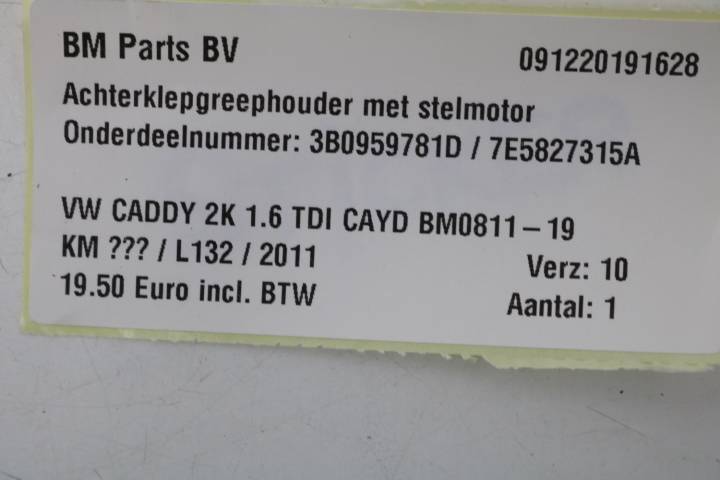 BM Parts BV 091220191628
Achterklepgreephouder met stelmotor
Onderdeelnummer: 3B0959781D / 7E5827315A
VW CADDY 2K 1.6 TDI CAYD BM0811-19
KM ??? / L132 / 2011 Verz: 10
19.50 Euro incl. BTW Aantal: 1